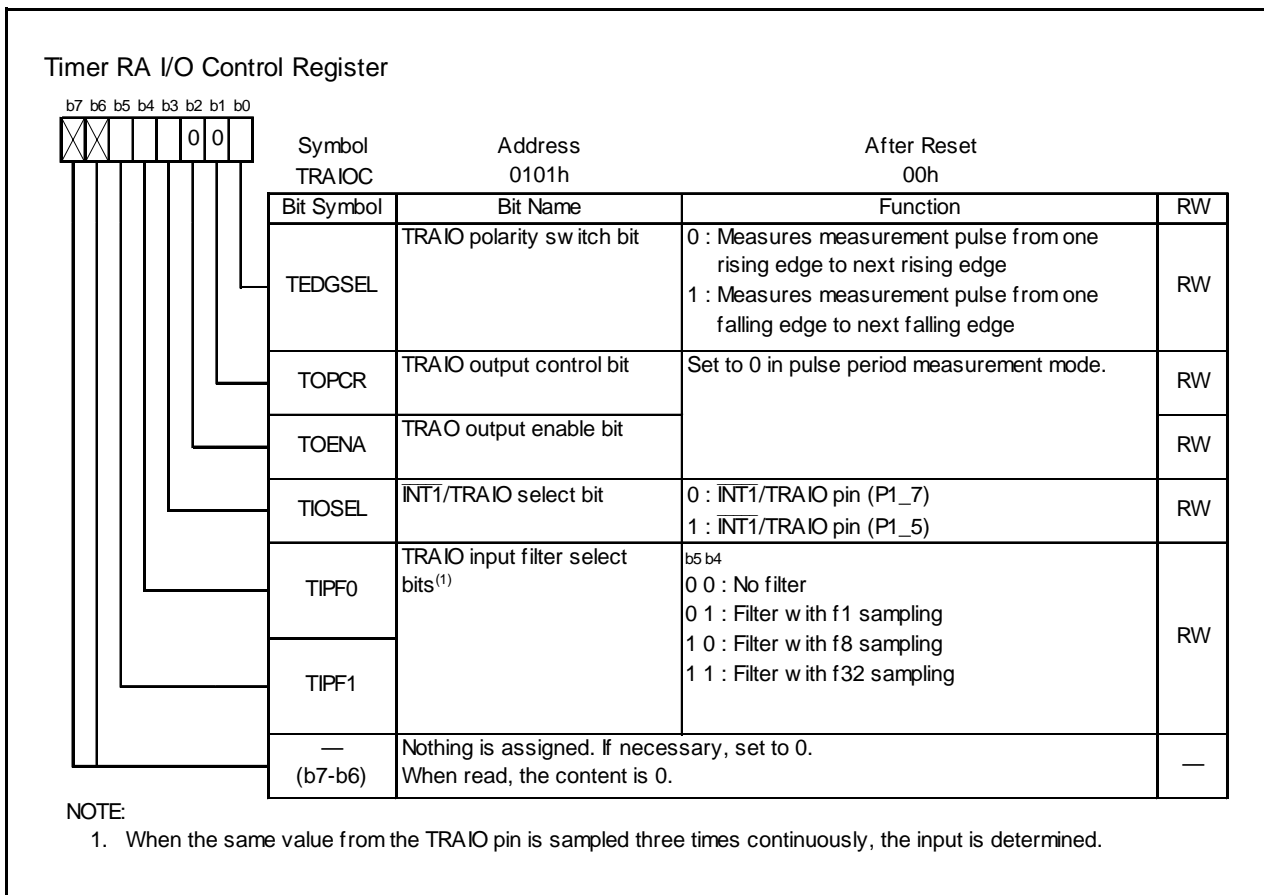 Timer RA I/O Control Register
b7 b6 b5 b4 b3 b2 b1 b0
0 0
Symbol Address After Reset
TRAIOC 0101h 00h
Bit Symbol Bit Name Function RW
TEDGSEL
TRAIO polarity switch bit
0 : Measures measurement pulse from one
rising edge to next rising edge
1 : Measures measurement pulse from one
falling edge to next falling edge
RW
TOPCR
TRAIO output control bit
Set to 0 in pulse period measurement mode.
RW
TOENA
TRAO output enable bit
RW
TIOSEL
INT1/TRAIO select bit
0 : INT1/TRAIO pin (P1_7)
1 : INT1/TRAIO pin (P1_5)
RW
TIPF0
TRAIO input filter select
bits(1)
b5 b4
0 0 : No filter
0 1 : Filter with f1 sampling
1 0 : Filter with f8 sampling
1 1 : Filter with f32 sampling
RW
TIPF1
—
(b7-b6)
Nothing is assigned. If necessary, set to 0.
When read, the content is 0.
—
NOTE:
1. When the same value from the TRAIO pin is sampled three times continuously, the input is determined.